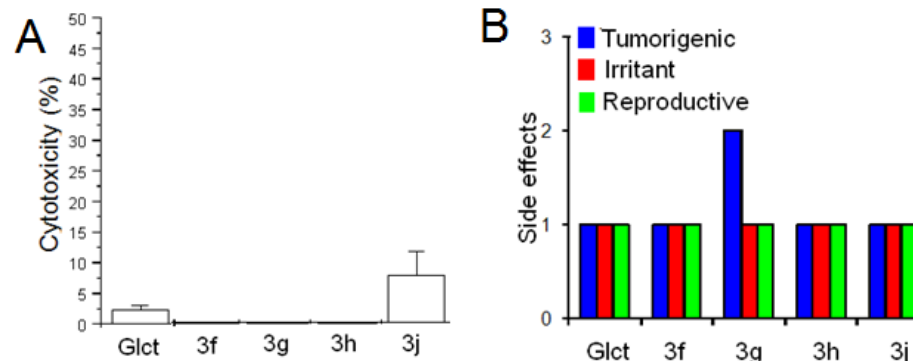 A
Cytotoxicity (%)
50
45
40
35
30
25
20
15
10
5
0
Glct 3f 3g 3h 3j
B
Side effects
3
2
1
0
Tumorigenic
Irritant
Reproductive
Glct 3f 3g 3h 3j